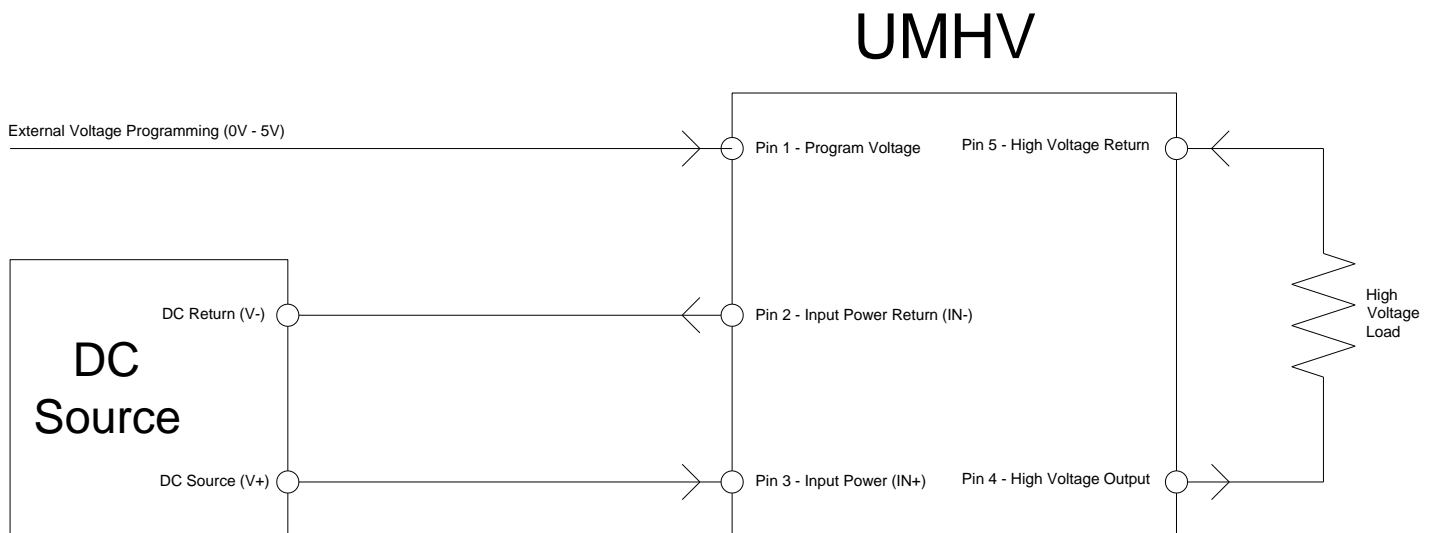 UMHV
External Voltage Programming (0V - 5V)
Pin 1 - Program Voltage
Pin 5 - High Voltage Return
DC Return (V-)
Pin 2 - Input Power Return (IN-)
High
Voltage
Load
DC
Source
DC Source (V+)
Pin 3 - Input Power (IN+)
Pin 4 - High Voltage Output